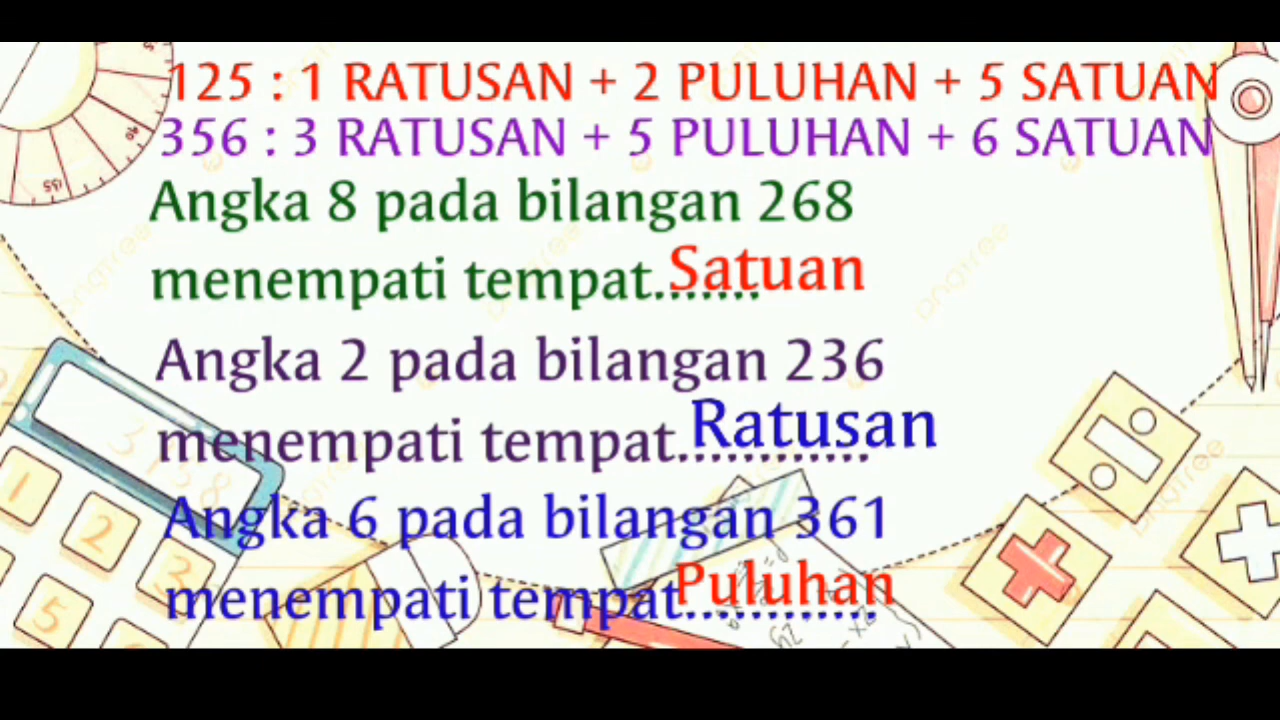 125 : 1 RATUSAN + 2 PULUHAN + 5 SATUAN
356 : 3 RATUSAN + 5 PULUHAN + 6 SATUAN
Angka 8 pada bilangan 268
menempati tempat.......Satuan
Angka 2 pada bilangan 236
menempati tempat............Ratusan
Angka 6 pada bilangan 361
menempati tempat............Puluhan